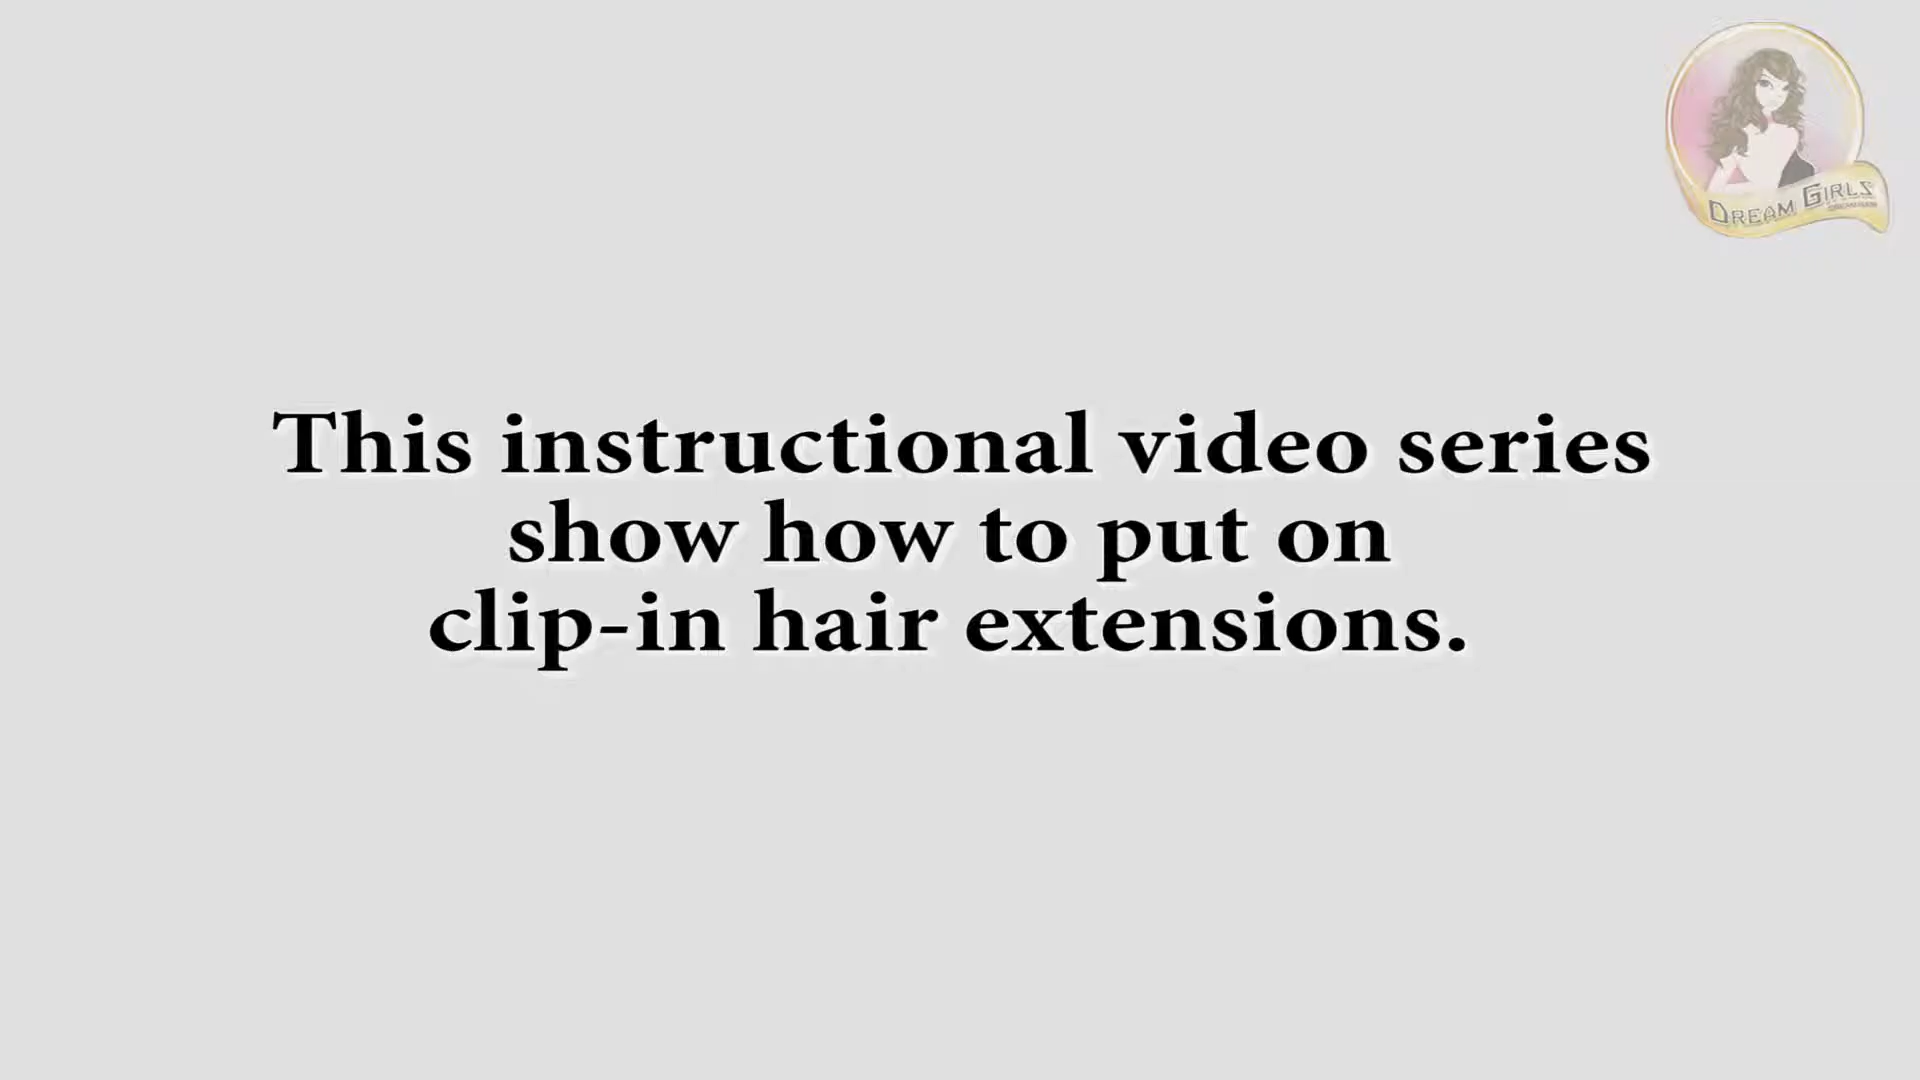 DREAM GIRLS
This instructional video series
show how to put on
clip-in hair extensions.